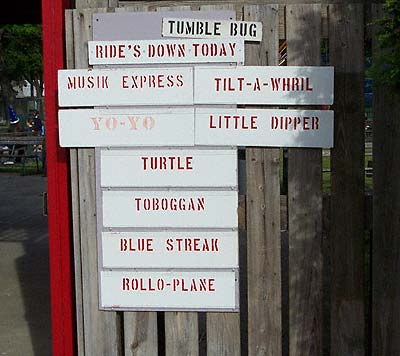 TUMBLE BUG
RIDE'S DOWN TODAY
MUSIK EXPRESS TILT-A-WHRIL
YO-YO LITTLE DIPPER
TURTLE
TOBOGGAN
BLUE STREAK
ROLLO-PLANE